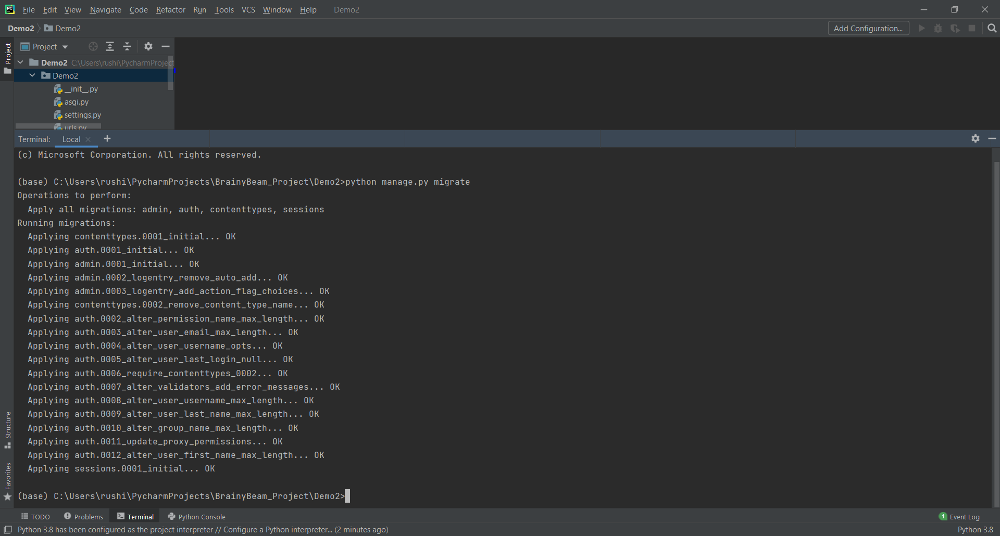 File Edit View Navigate Code Refactor Run Tools VCS Window Help Demo2
Demo2 Demo2 Add Configuration...
Project
Project
Demo2 C:\Users\rushi\PycharmProject
Demo2
__init__.py
asgi.py
settings.py
urls.py
Terminal: Local
(c) Microsoft Corporation. All rights reserved.
(base) C:\Users\rushi\PycharmProjects\BrainyBeam_Project\Demo2>python manage.py migrate
Operations to perform:
Apply all migrations: admin, auth, contenttypes, sessions
Running migrations:
Applying contenttypes.0001_initial... OK
Applying auth.0001_initial... OK
Applying admin.0001_initial... OK
Applying admin.0002_logentry_remove_auto_add... OK
Applying admin.0003_logentry_add_action_flag_choices... OK
Applying contenttypes.0002_remove_content_type_name... OK
Applying auth.0002_alter_permission_name_max_length... OK
Applying auth.0003_alter_user_email_max_length... OK
Applying auth.0004_alter_user_username_opts... OK
Applying auth.0005_alter_user_last_login_null... OK
Applying auth.0006_require_contenttypes_0002... OK
Applying auth.0007_alter_validators_add_error_messages... OK
Applying auth.0008_alter_user_username_max_length... OK
Applying auth.0009_alter_user_last_name_max_length... OK
Applying auth.0010_alter_group_name_max_length... OK
Applying auth.0011_update_proxy_permissions... OK
Applying auth.0012_alter_user_first_name_max_length... OK
Applying sessions.0001_initial... OK
(base) C:\Users\rushi\PycharmProjects\BrainyBeam_Project\Demo2>
Structure
Favorites
TODO Problems Terminal Python Console 1 Event Log
Python 3.8 has been configured as the project interpreter // Configure a Python interpreter... (2 minutes ago) Python 3.8